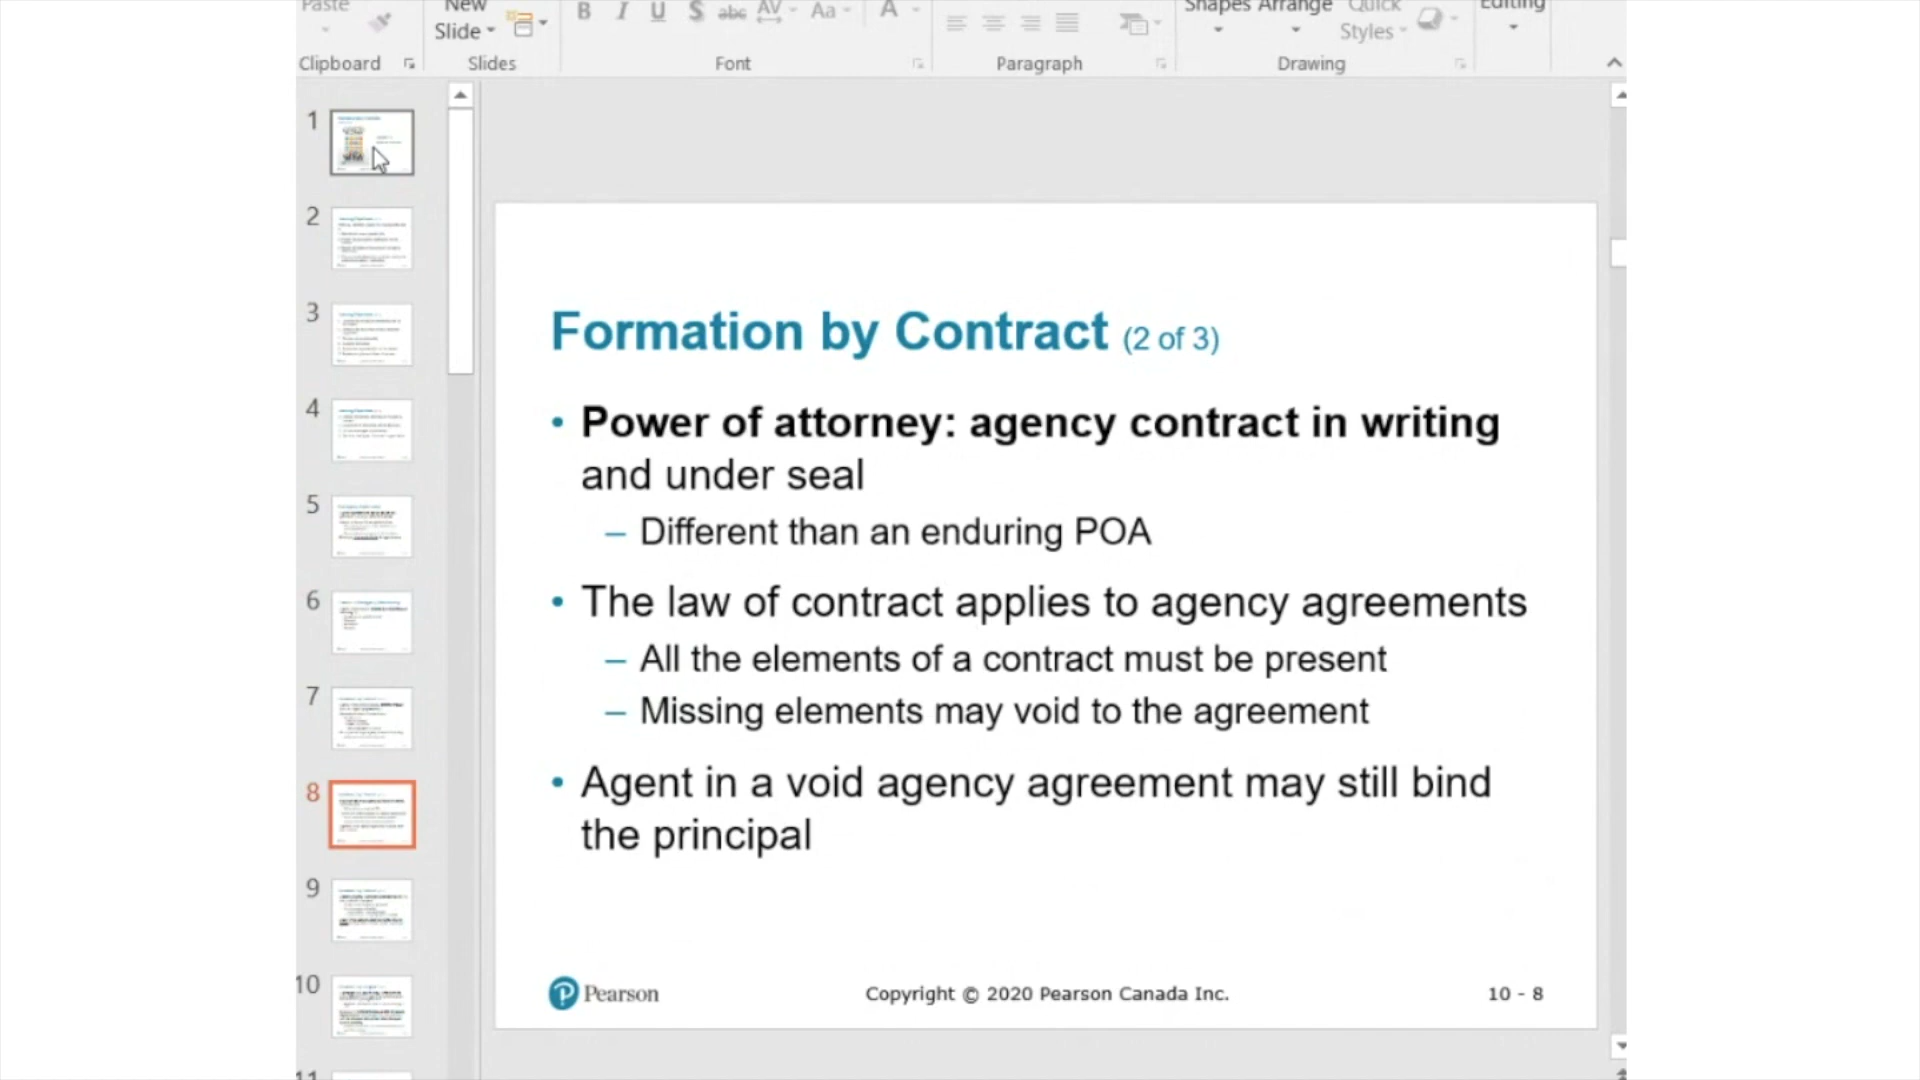 Paste
New
Slide
B I U S abc AV Aa A
Shapes Arrange Quick
Styles
Editing
Clipboard
Slides
Font
Paragraph
Drawing
1
2
3
4
5
6
7
8
9
10
11
Formation by Contract (2 of 3)
• Power of attorney: agency contract in writing
and under seal
– Different than an enduring POA
• The law of contract applies to agency agreements
– All the elements of a contract must be present
– Missing elements may void to the agreement
• Agent in a void agency agreement may still bind
the principal
Pearson
Copyright © 2020 Pearson Canada Inc.
10 - 8